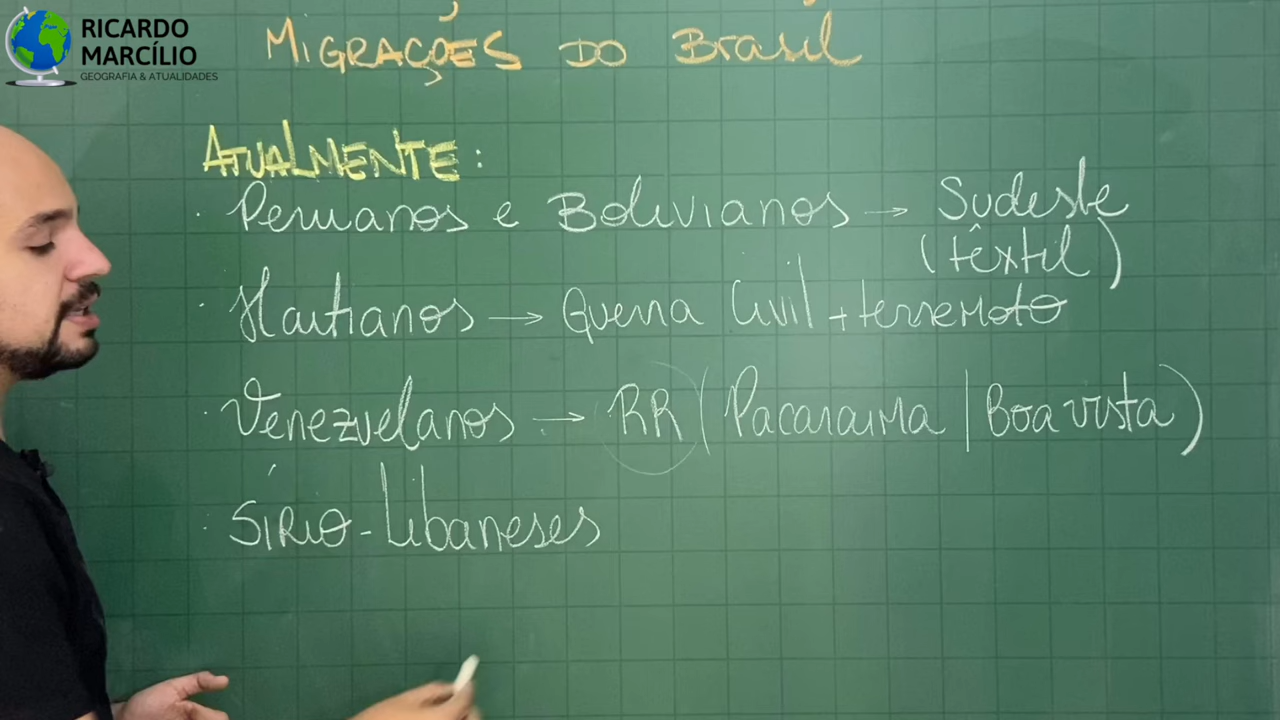 RICARDO
MARCÍLIO
GEOGRAFIA & ATUALIDADES
MIGRAÇÕES DO Brasil
ATUALMENTE:
· Peruanos e Bolivianos → Sudeste
(têxtil)
· Haitianos → Guerra Civil + terremoto
· Venezuelanos → RR (Pacaraima | Boa vista)
· SÍRIO-Libaneses